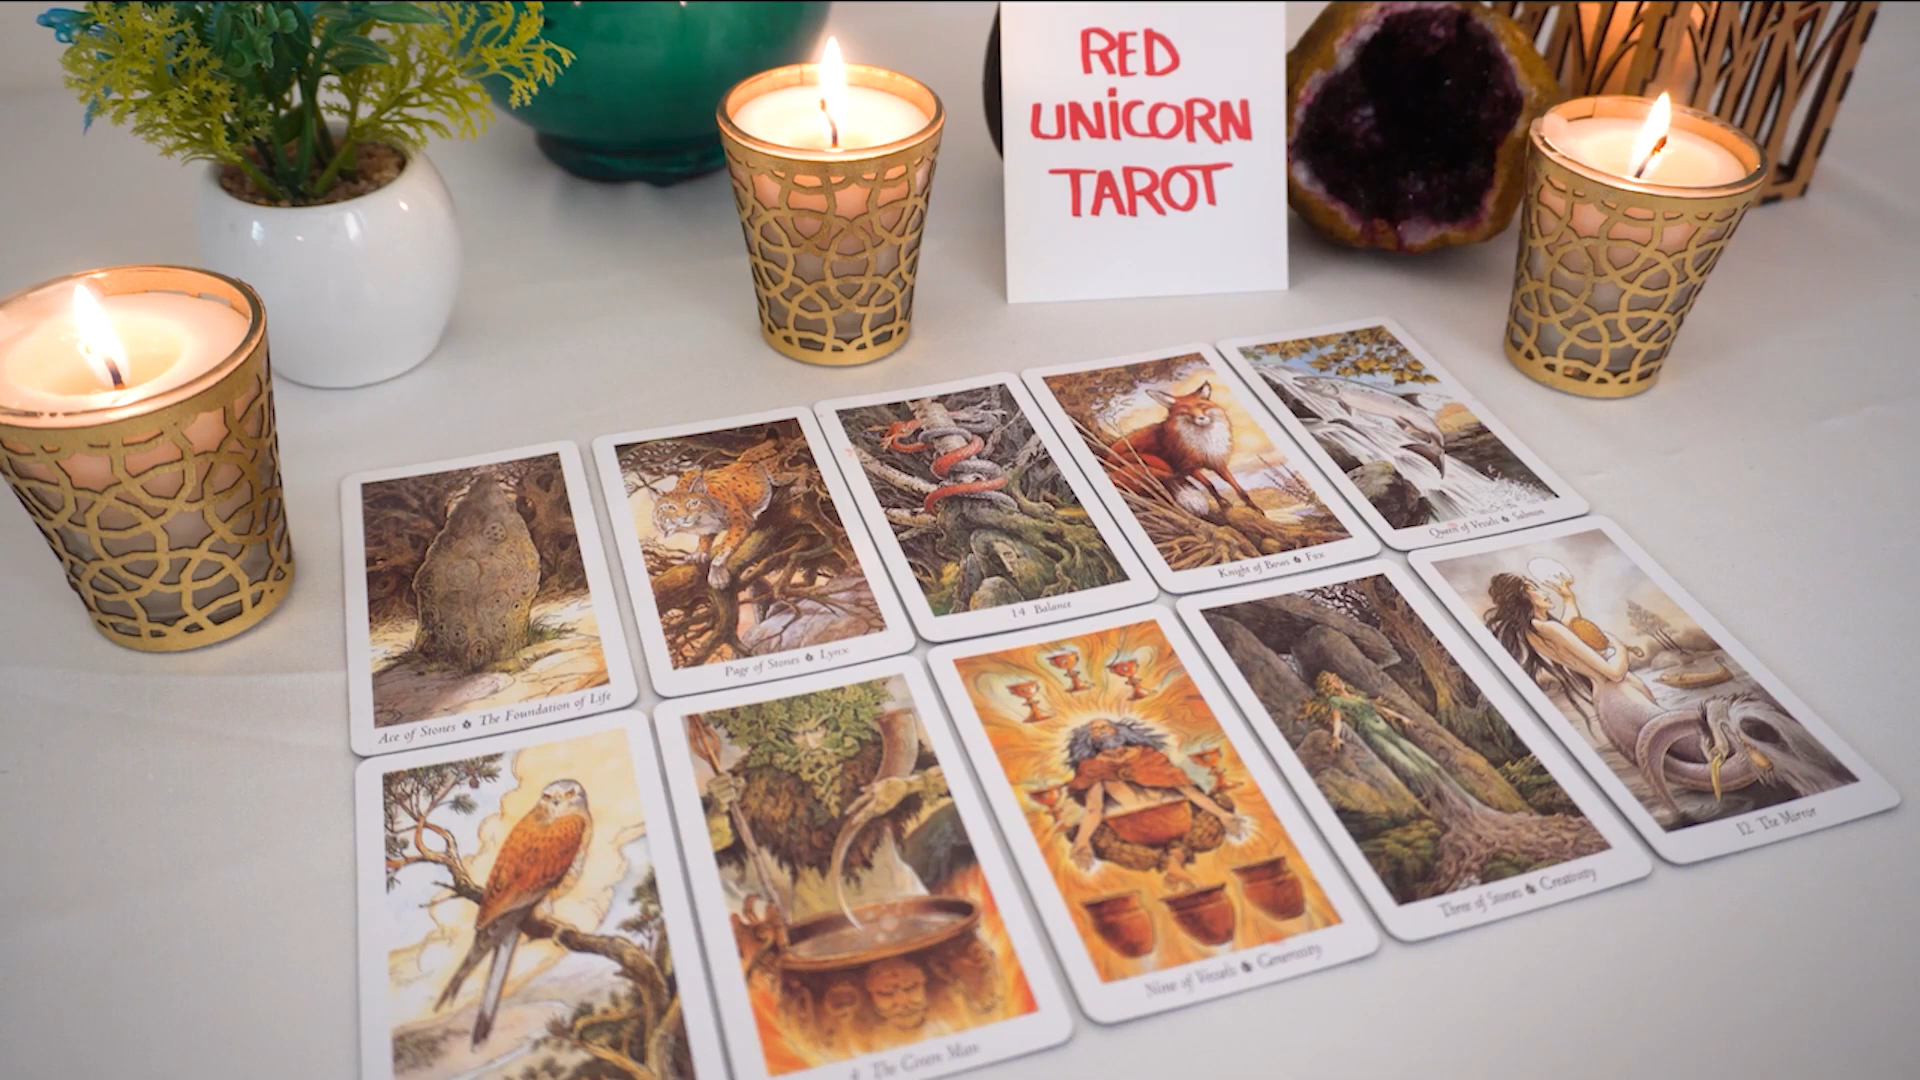 RED
UNICORN
TAROT
Ace of Stones The Foundation of Life
Page of Stones Lynx
14 Balance
Knight of Bows Fox
Queen of Vessels Salmon
4 The Green Man
Nine of Vessels Generosity
Three of Stones Creativity
12 The Mirror